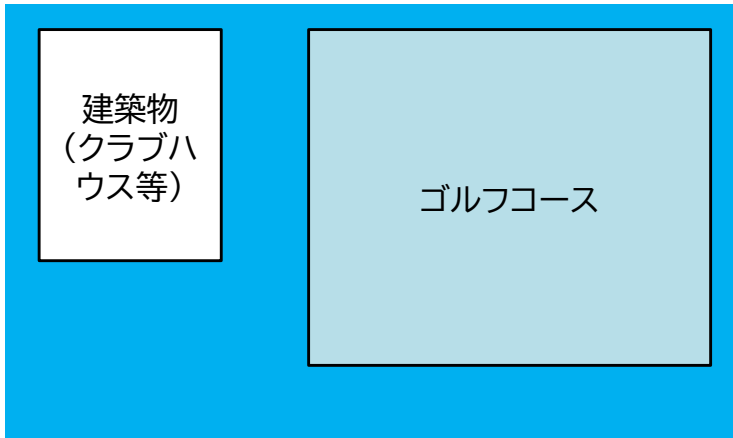 建築物
（クラブハ
ウス等）
ゴルフコース